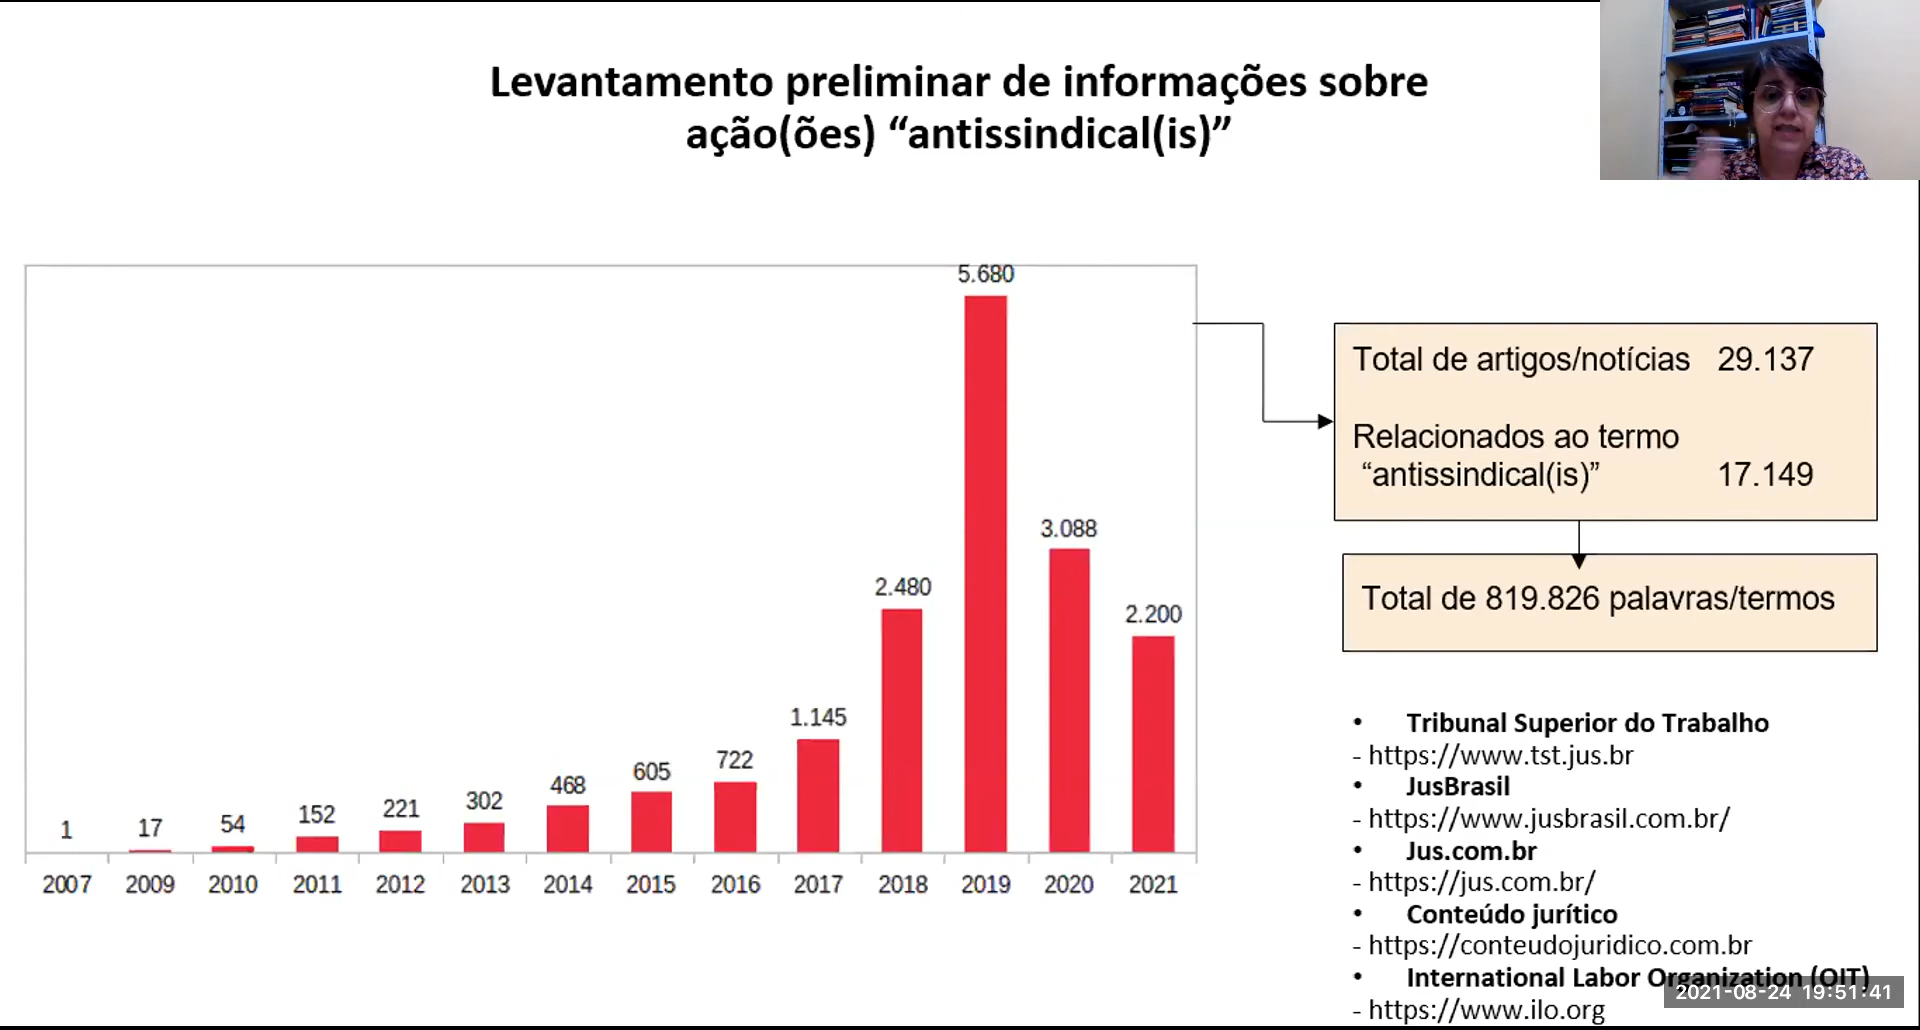 Levantamento preliminar de informações sobre
ação(ões) “antissindical(is)”
5.680
3.088
2.480
2.200
1.145
722
605
468
302
221
152
54
17
1
2007 2009 2010 2011 2012 2013 2014 2015 2016 2017 2018 2019 2020 2021
Total de artigos/notícias 29.137
Relacionados ao termo
“antissindical(is)” 17.149
Total de 819.826 palavras/termos
• Tribunal Superior do Trabalho
- https://www.tst.jus.br
• JusBrasil
- https://www.jusbrasil.com.br/
• Jus.com.br
- https://jus.com.br/
• Conteúdo jurítico
- https://conteudojuridico.com.br
• International Labor Organization (OIT)
- https://www.ilo.org
2021-08-24 19:51:41